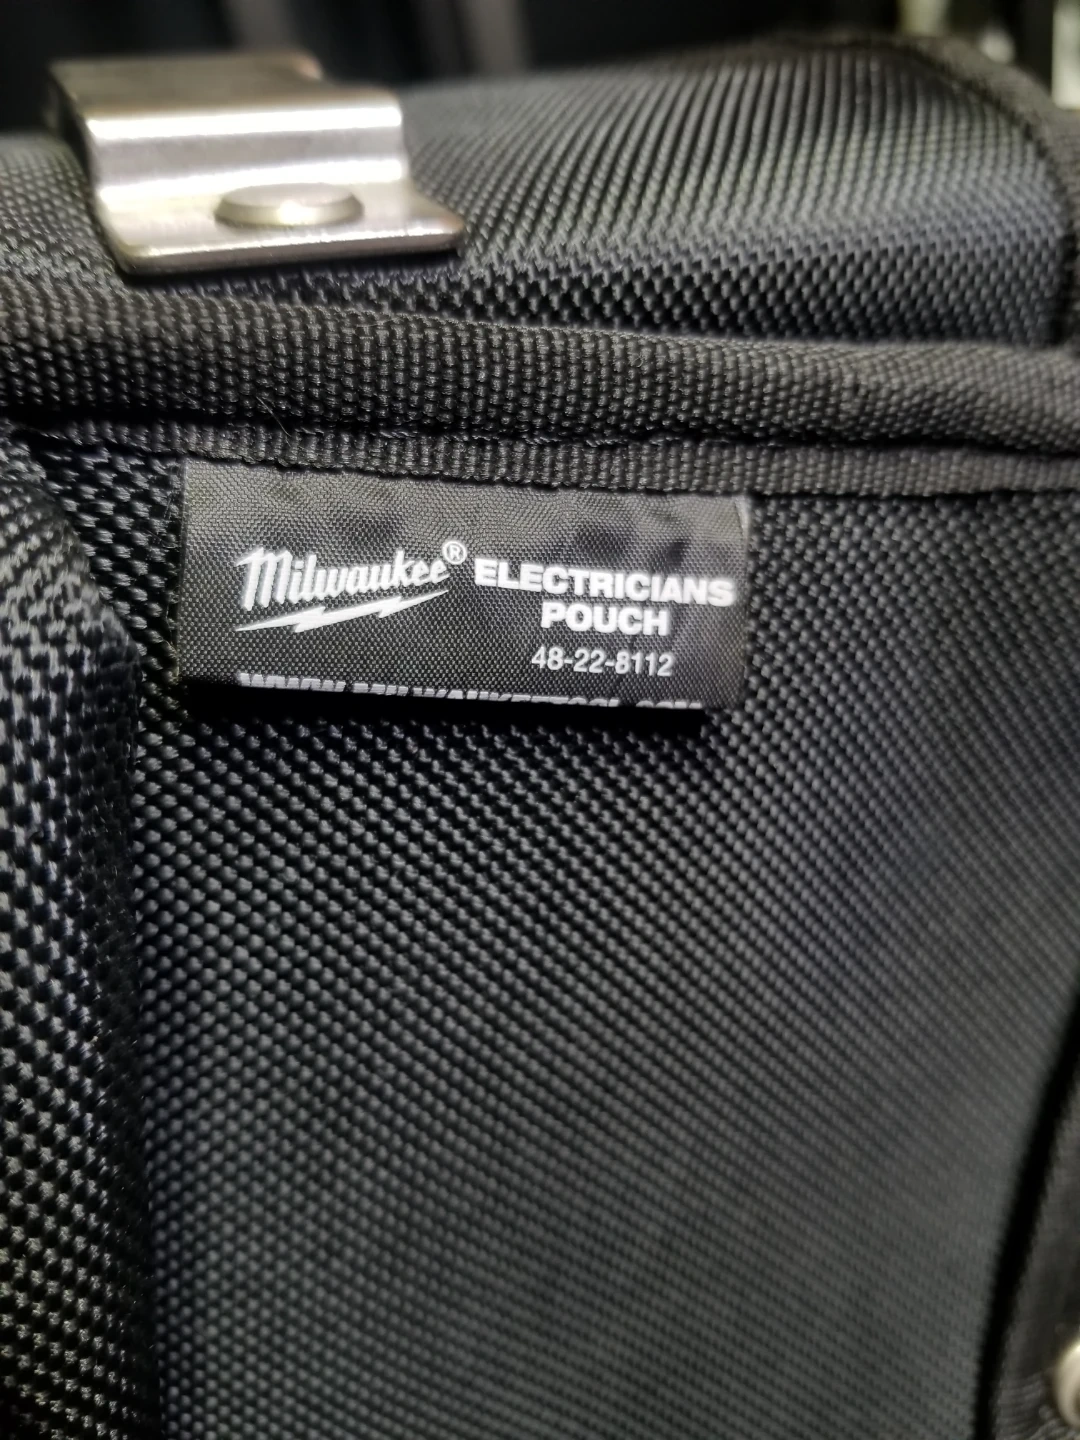 Milwaukee® ELECTRICIANS
POUCH
48-22-8112